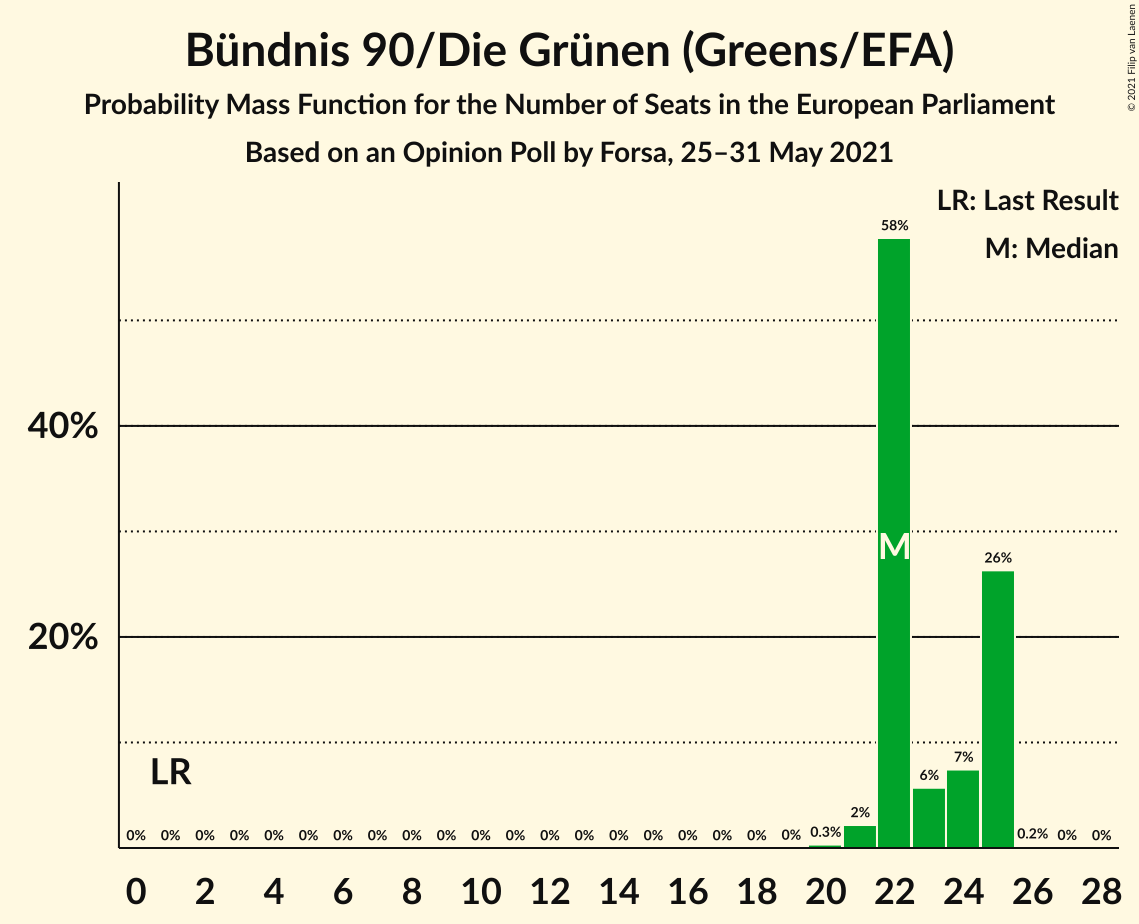 Bündnis 90/Die Grünen (Greens/EFA)
Probability Mass Function for the Number of Seats in the European Parliament
Based on an Opinion Poll by Forsa, 25–31 May 2021
© 2021 Filip van Laenen
LR: Last Result
M: Median
58%
40%
M
26%
20%
LR
7%
6%
2%
0% 0% 0% 0% 0% 0% 0% 0% 0% 0% 0% 0% 0% 0% 0% 0% 0% 0% 0% 0% 0.3% 0.2% 0% 0%
0 2 4 6 8 10 12 14 16 18 20 22 24 26 28